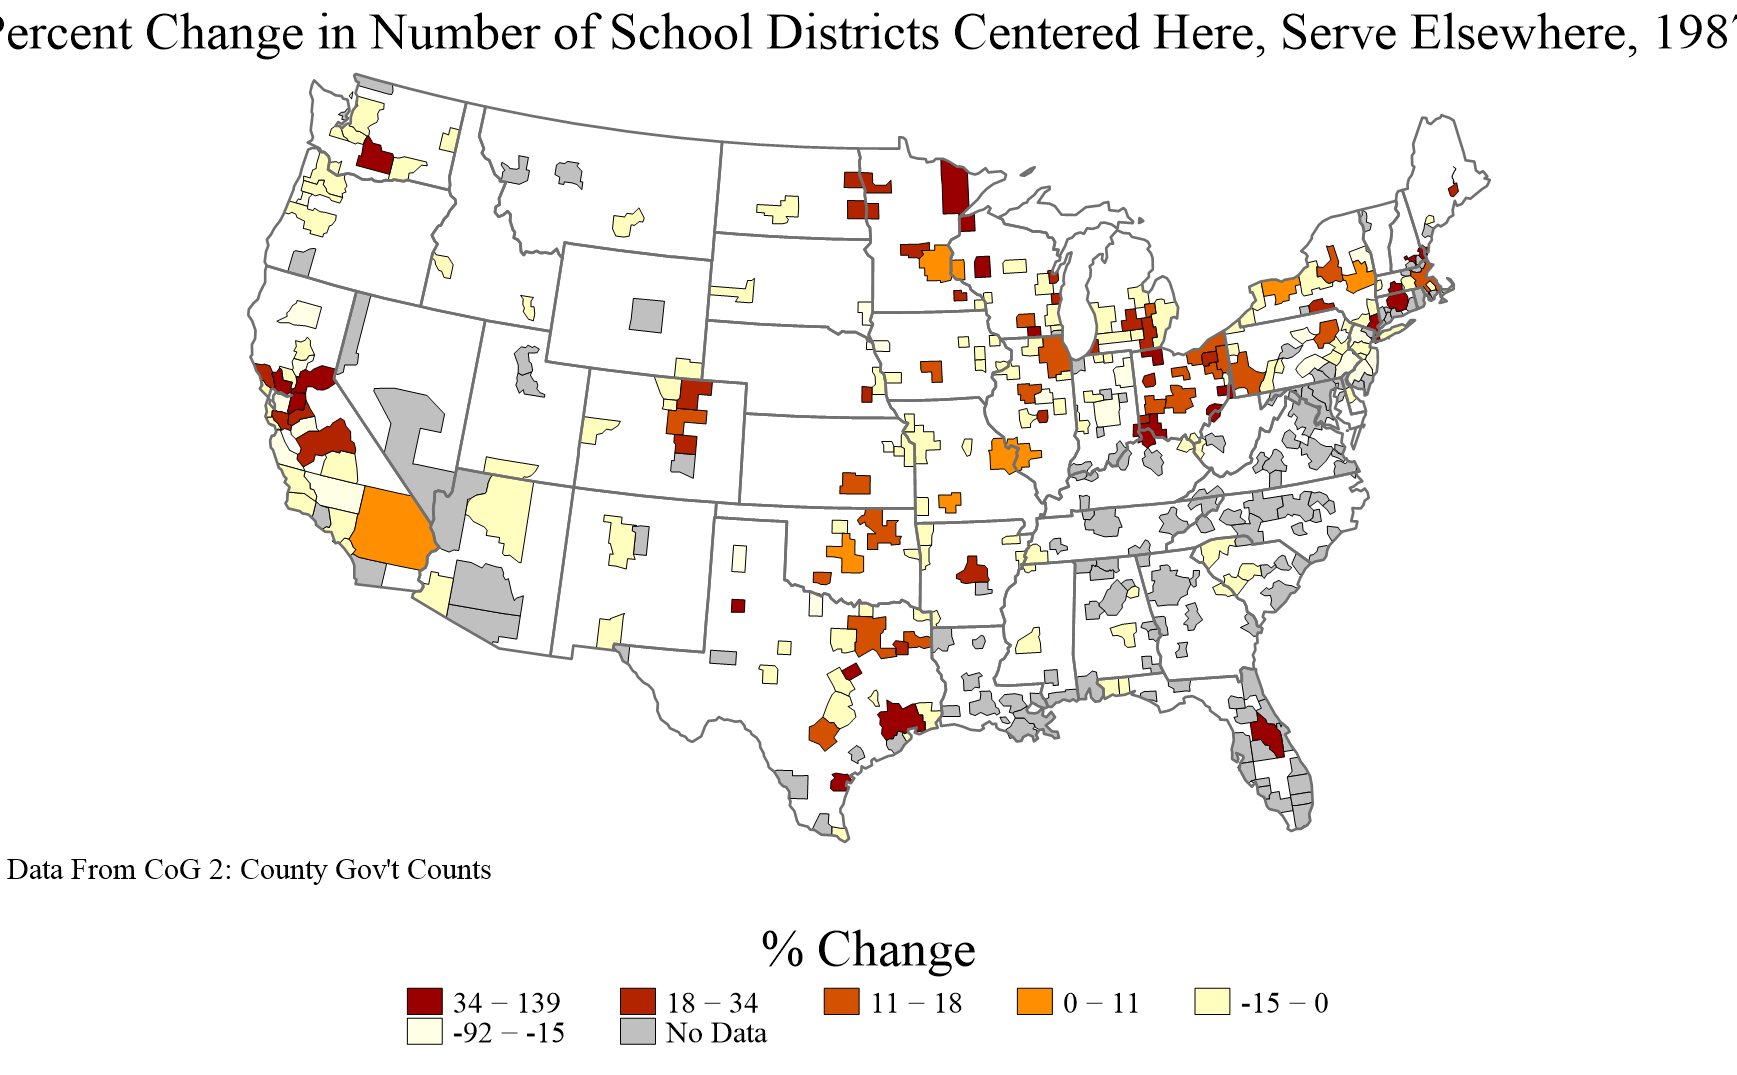 Percent Change in Number of School Districts Centered Here, Serve Elsewhere, 198
Data From CoG 2: County Gov't Counts
% Change
34 – 139
18 – 34
11 – 18
0 – 11
-15 – 0
-92 – -15
No Data